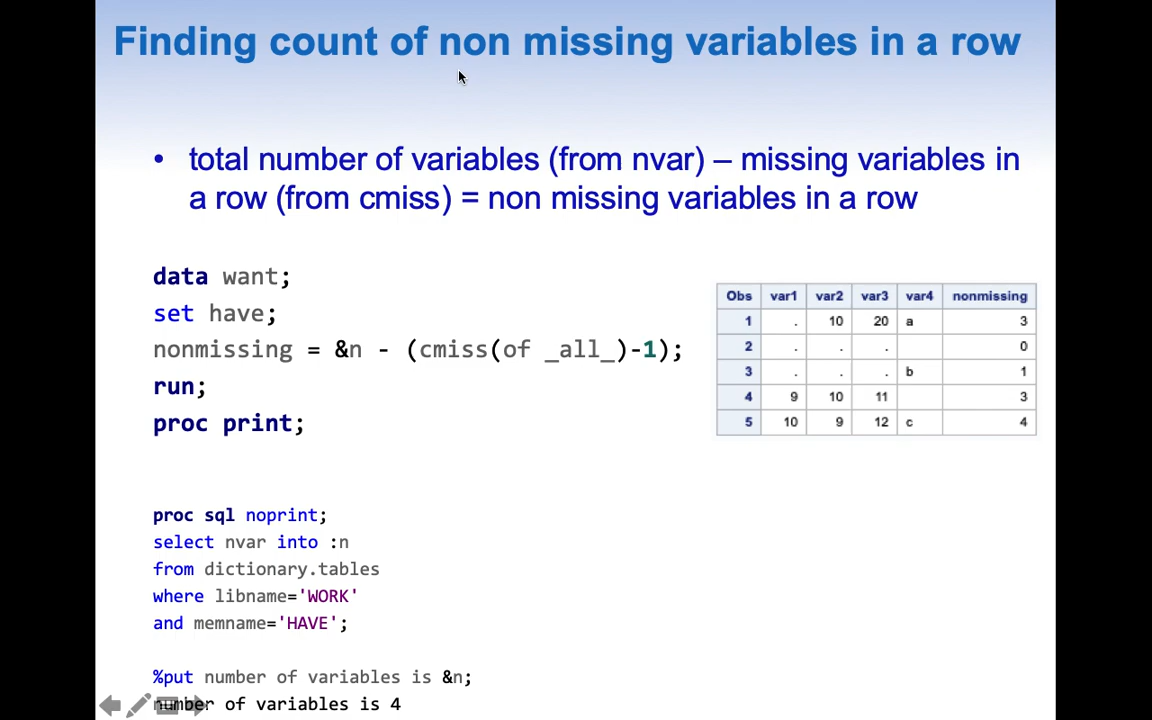 Finding count of non missing variables in a row
• total number of variables (from nvar) – missing variables in
a row (from cmiss) = non missing variables in a row
data want;
set have;
nonmissing = &n - (cmiss(of _all_)-1);
run;
proc print;
Obs var1 var2 var3 var4 nonmissing
1 . 10 20 a 3
2 . . . 0
3 . . . b 1
4 9 10 11 3
5 10 9 12 c 4
proc sql noprint;
select nvar into :n
from dictionary.tables
where libname='WORK'
and memname='HAVE';
%put number of variables is &n;
number of variables is 4